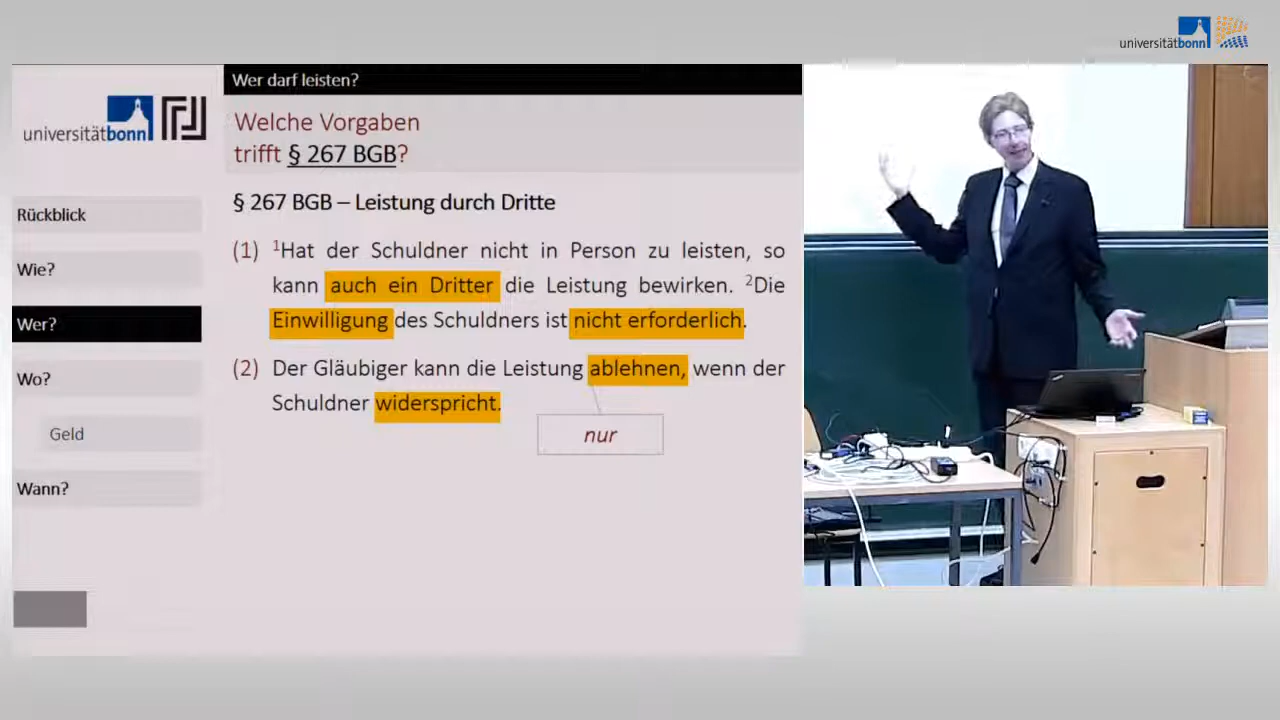 universitätbonn
Wer darf leisten?
universitätbonn
Welche Vorgaben
trifft § 267 BGB?
Rückblick
Wie?
Wer?
Wo?
Geld
Wann?
§ 267 BGB – Leistung durch Dritte
(1) ¹Hat der Schuldner nicht in Person zu leisten, so
kann auch ein Dritter die Leistung bewirken. ²Die
Einwilligung des Schuldners ist nicht erforderlich.
(2) Der Gläubiger kann die Leistung ablehnen, wenn der
Schuldner widerspricht.
nur